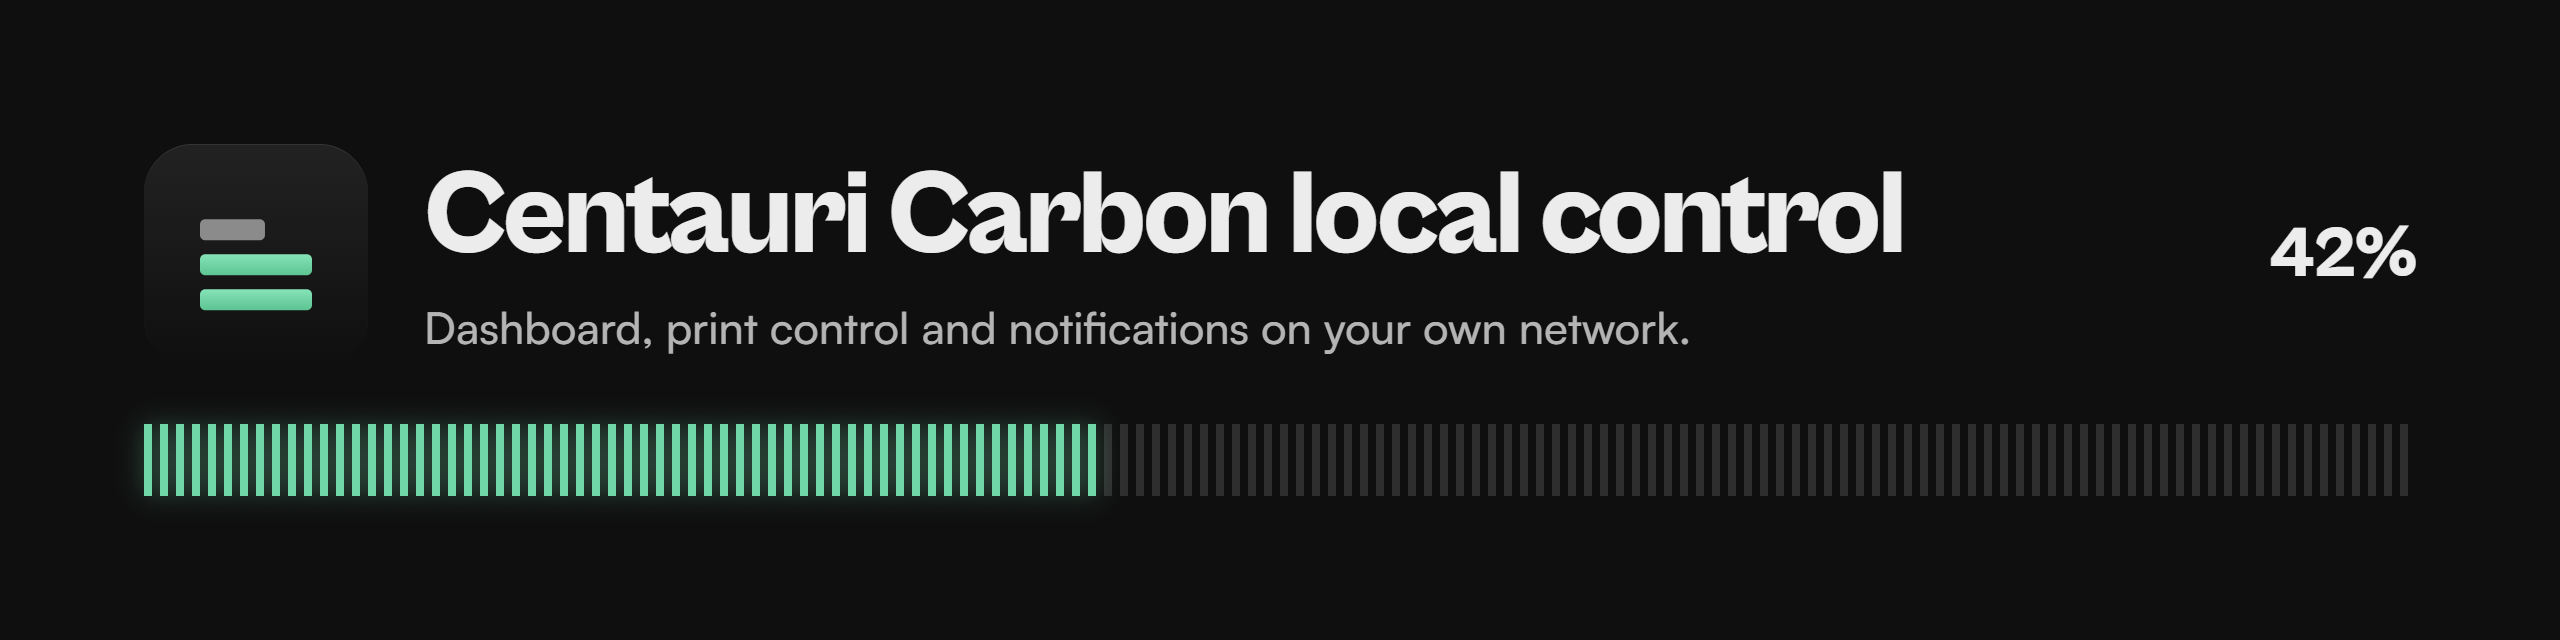 Centauri Carbon local control
Dashboard, print control and notifications on your own network.
42%